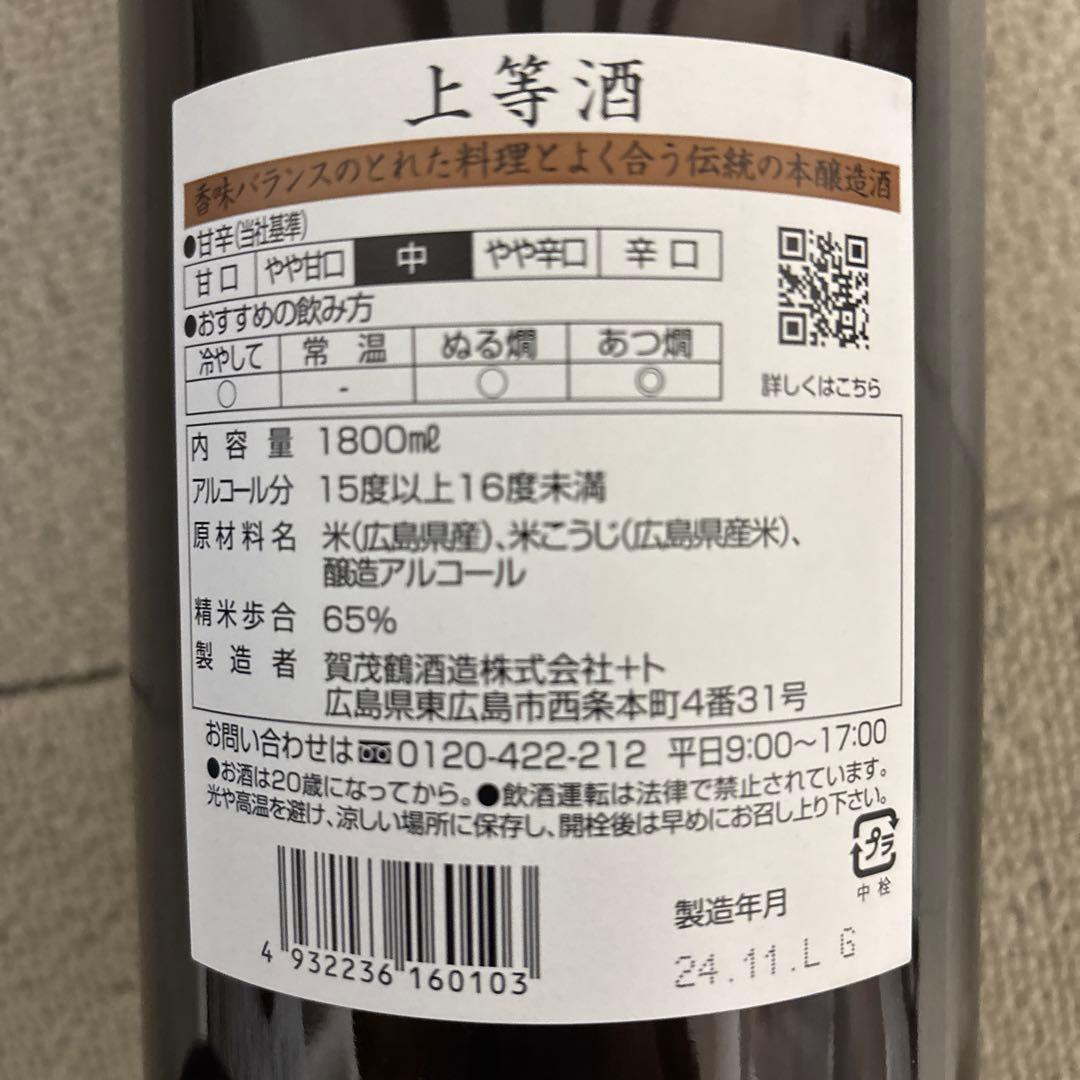 上等酒
香味バランスのとれた料理とよく合う伝統の本醸造酒
●甘辛(当社基準)
甘口 やや甘口 中 やや辛口 辛口
●おすすめの飲み方
冷やして 常温 ぬる燗 あつ燗
○ - ○ ◎
詳しくはこちら
内容量 1800㎖
アルコール分 15度以上16度未満
原材料名 米(広島県産)、米こうじ(広島県産米)、
醸造アルコール
精米歩合 65%
製造者 賀茂鶴酒造株式会社+ト
広島県東広島市西条本町4番31号
お問い合わせは 0120-422-212 平日9:00~17:00
●お酒は20歳になってから。●飲酒運転は法律で禁止されています。
光や高温を避け、涼しい場所に保存し、開栓後は早めにお召し上り下さい。
プラ
中栓
製造年月
24.11.L 6
4 932236 160103